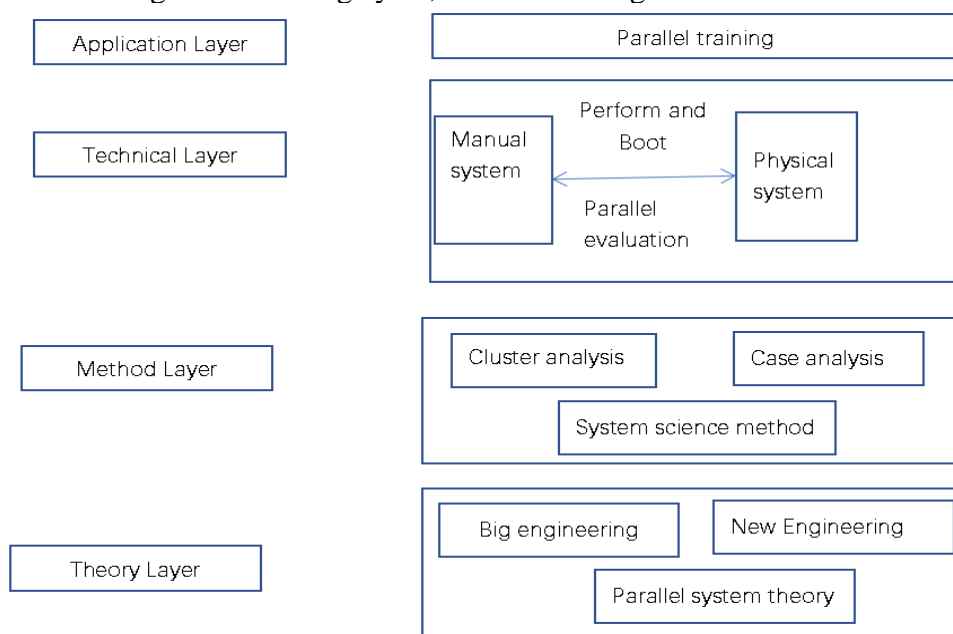 Application Layer
Parallel training
Technical Layer
Manual
system
Perform and
Boot
Parallel
evaluation
Physical
system
Method Layer
Cluster analysis
Case analysis
System science method
Theory Layer
Big engineering
New Engineering
Parallel system theory